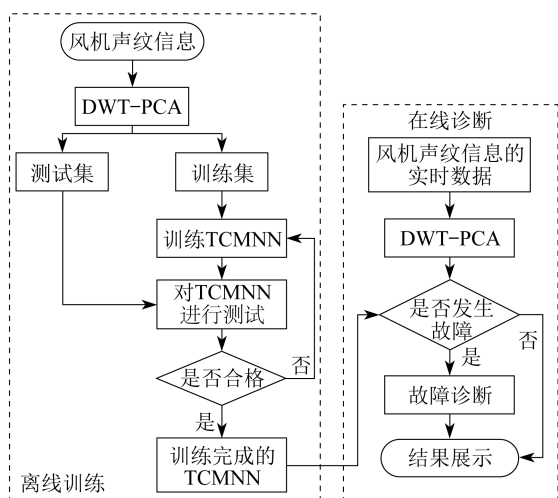 风机声纹信息
DWT-PCA
测试集
训练集
训练TCMNN
对TCMNN
进行测试
是否合格
否
是
训练完成的
TCMNN
离线训练
在线诊断
风机声纹信息的
实时数据
DWT-PCA
是否发生
故障
否
是
故障诊断
结果展示